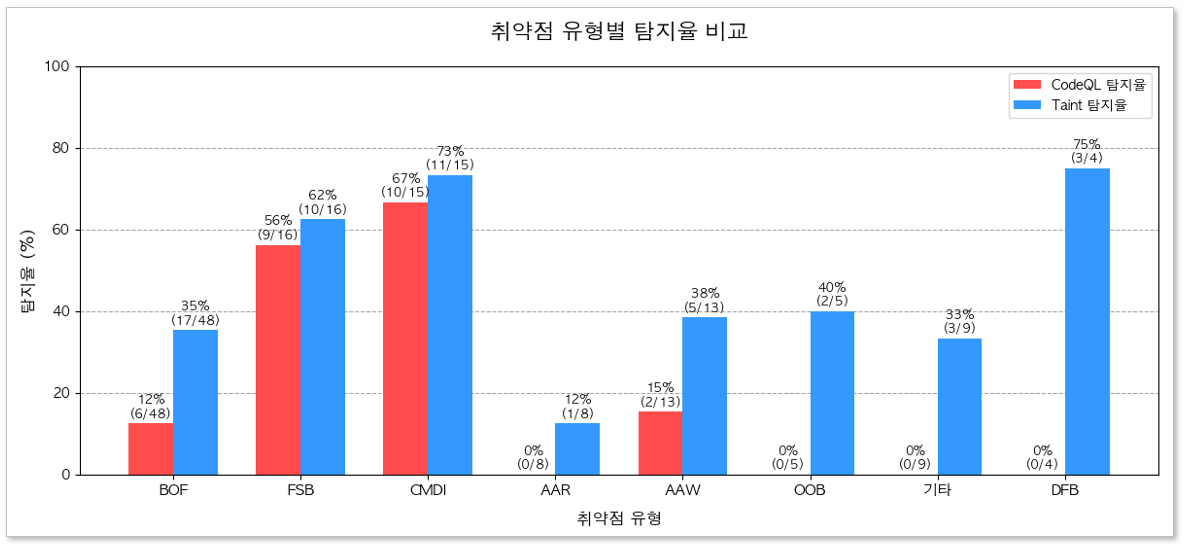 취약점 유형별 탐지율 비교
CodeQL 탐지율
Taint 탐지율
탐지율 (%)
100
80
60
40
20
0
12%
(6/48)
35%
(17/48)
56%
(9/16)
62%
(10/16)
67%
(10/15)
73%
(11/15)
0%
(0/8)
12%
(1/8)
15%
(2/13)
38%
(5/13)
0%
(0/5)
40%
(2/5)
0%
(0/9)
33%
(3/9)
0%
(0/4)
75%
(3/4)
BOF
FSB
CMDI
AAR
AAW
OOB
기타
DFB
취약점 유형